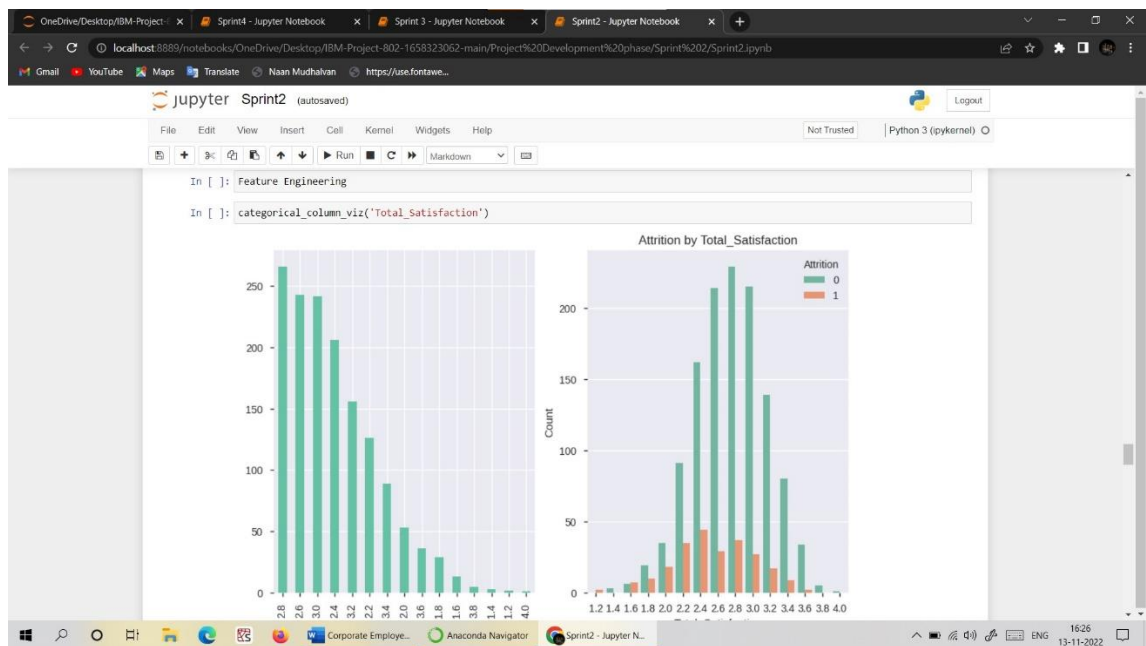 OneDrive/Desktop/IBM-Project- Sprint4 - Jupyter Notebook Sprint 3 - Jupyter Notebook Sprint2 - Jupyter Notebook
localhost:8889/notebooks/OneDrive/Desktop/IBM-Project-802-1658323062-main/Project%20Development%20phase/Sprint%202/Sprint2.ipynb
Gmail YouTube Maps Translate Naan Mudhalvan https://use.fontawe...
jupyter Sprint2 (autosaved) Logout
File Edit View Insert Cell Kernel Widgets Help Not Trusted Python 3 (ipykernel)
Run Markdown
In [ ]: Feature Engineering
In [ ]: categorical_column_viz('Total_Satisfaction')
250
200
150
100
50
0
2.8 2.6 3.0 2.4 3.2 2.2 3.4 2.0 3.6 1.8 1.6 3.8 1.4 1.2 4.0
Attrition by Total_Satisfaction
Attrition
0
1
Count
200
150
100
50
0
1.2 1.4 1.6 1.8 2.0 2.2 2.4 2.6 2.8 3.0 3.2 3.4 3.6 3.8 4.0
Corporate Employe... Anaconda Navigator Sprint2 - Jupyter N... ENG 16:26
13-11-2022